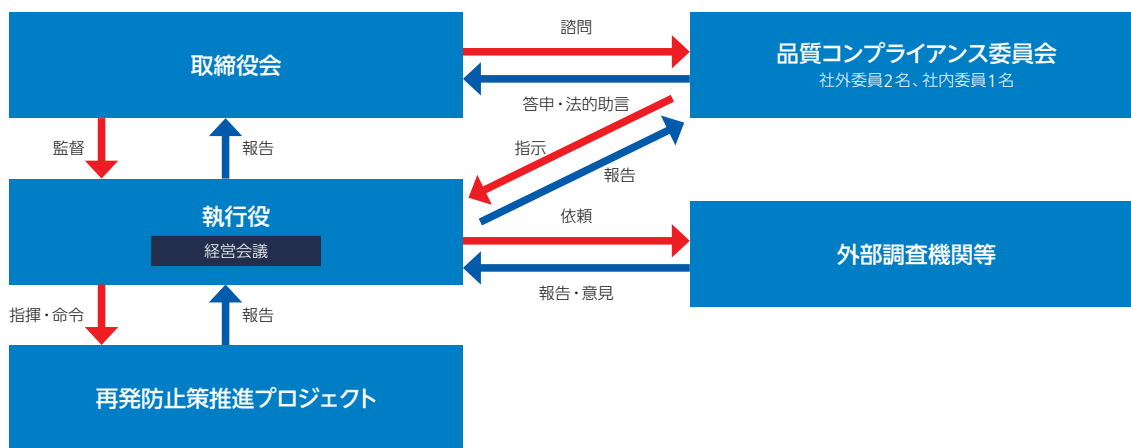 諮問
取締役会
品質コンプライアンス委員会
社外委員2名、社内委員1名
答申・法的助言
監督
報告
指示
報告
執行役
経営会議
依頼
外部調査機関等
報告・意見
指揮・命令
報告
再発防止策推進プロジェクト